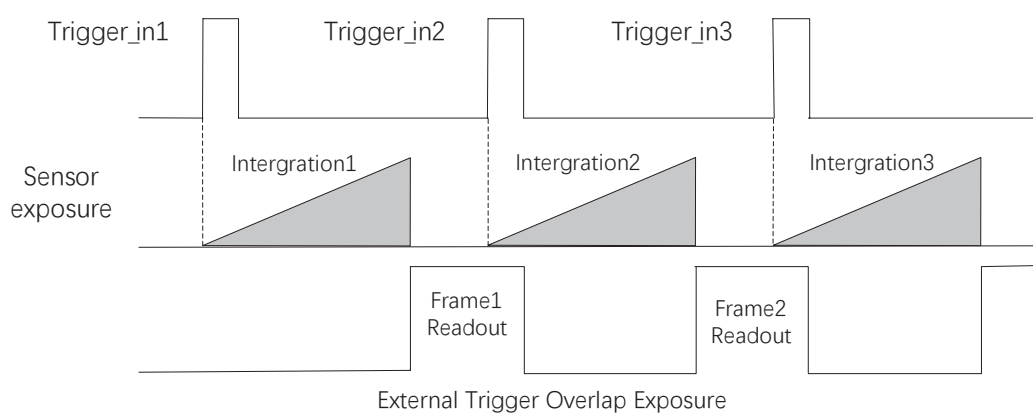 Trigger_in1
Trigger_in2
Trigger_in3
Sensor
exposure
Intergration1
Intergration2
Intergration3
Frame1
Readout
Frame2
Readout
External Trigger Overlap Exposure